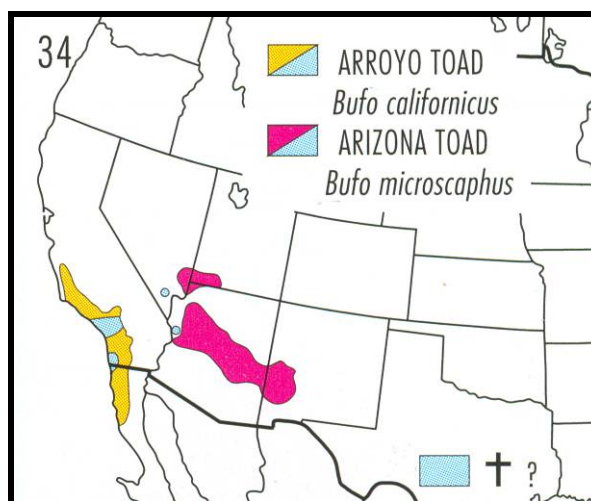 34
ARROYO TOAD
Bufo californicus
ARIZONA TOAD
Bufo microscaphus
† ?